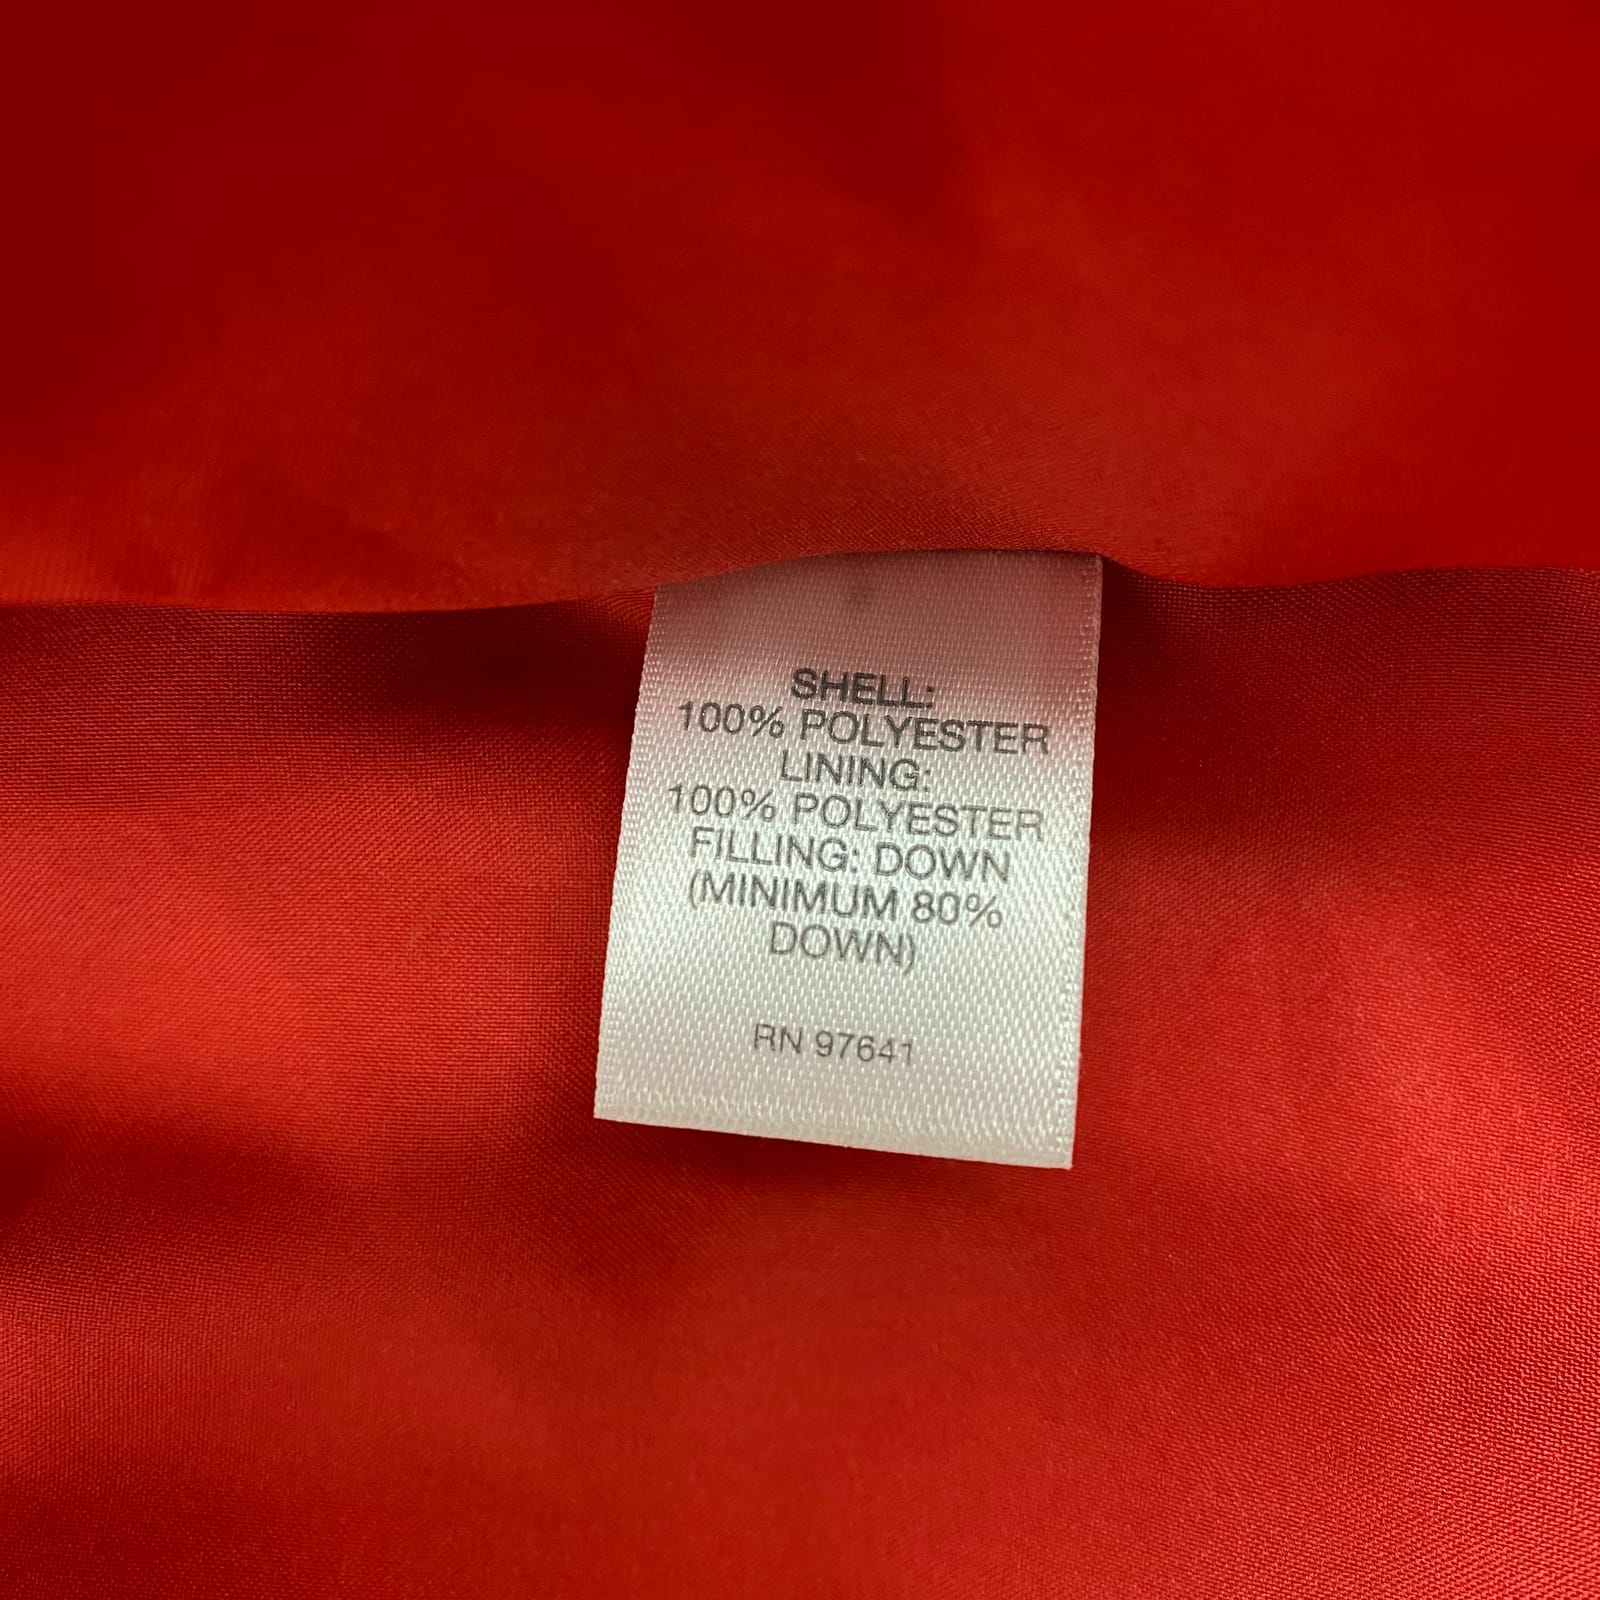 SHELL:
100% POLYESTER
LINING:
100% POLYESTER
FILLING: DOWN
(MINIMUM 80%
DOWN)
RN 97641